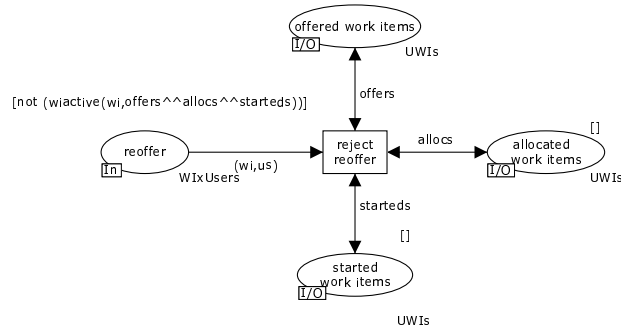 offered work items
I/O
UWIs
[not (wiactive(wi,offers^^allocs^^starteds))]
offers
[]
reoffer
In
(wi,us)
WIxUsers
reject
reoffer
allocs
allocated
work items
I/O
UWIs
starteds
[]
started
work items
I/O
UWIs